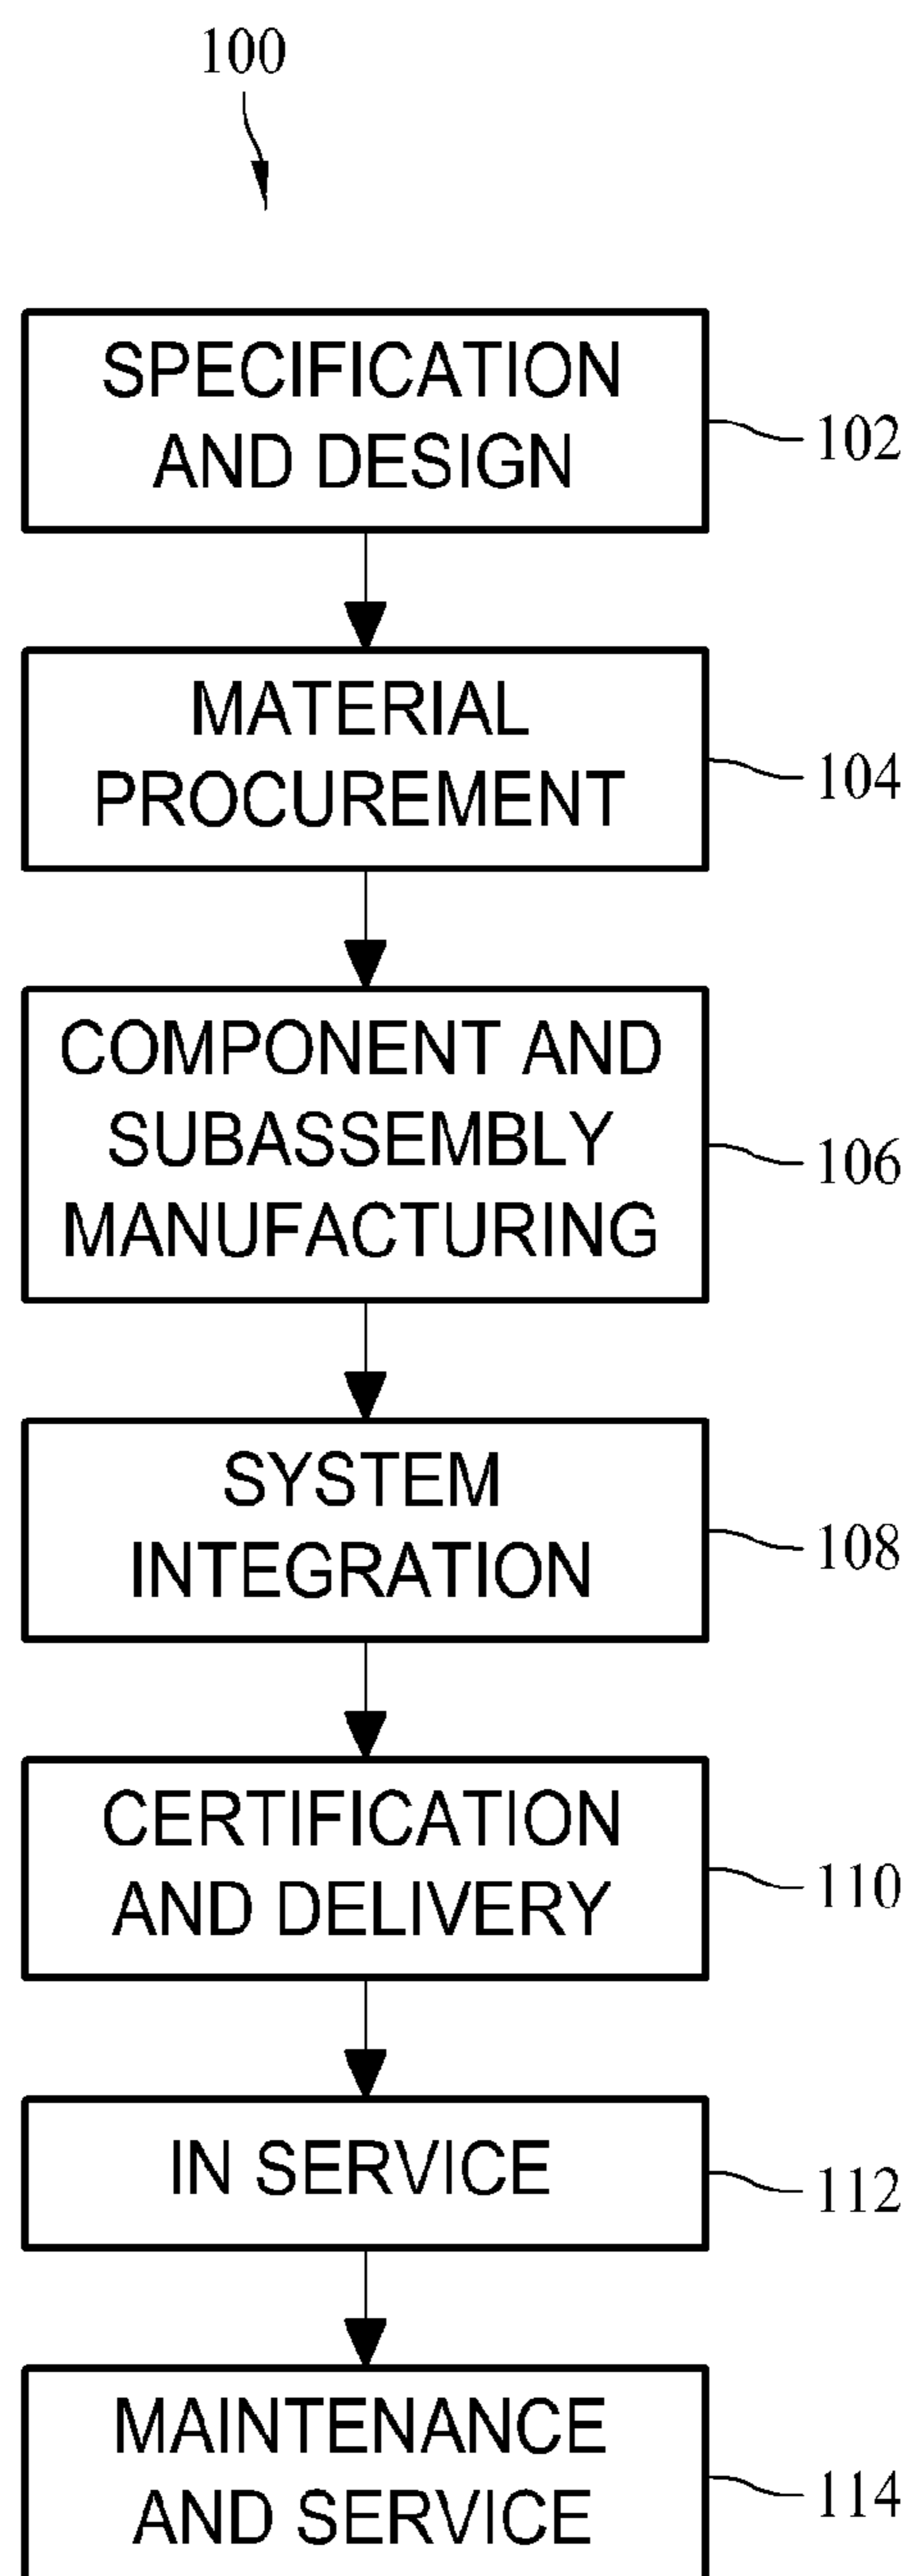 100
SPECIFICATION
AND DESIGN
102
MATERIAL
PROCUREMENT
104
COMPONENT AND
SUBASSEMBLY
MANUFACTURING
106
SYSTEM
INTEGRATION
108
CERTIFICATION
AND DELIVERY
110
IN SERVICE
112
MAINTENANCE
AND SERVICE
114